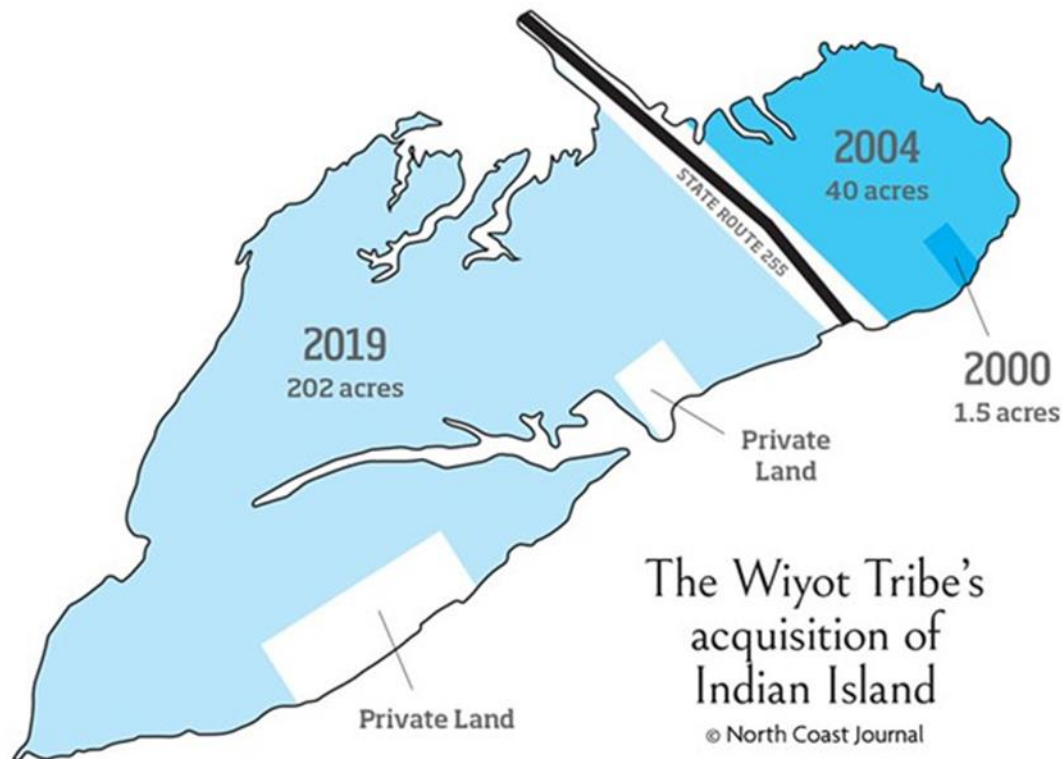 2004
40 acres
STATE ROUTE 255
2019
202 acres
2000
1.5 acres
Private
Land
Private Land
The Wiyot Tribe’s
acquisition of
Indian Island
© North Coast Journal